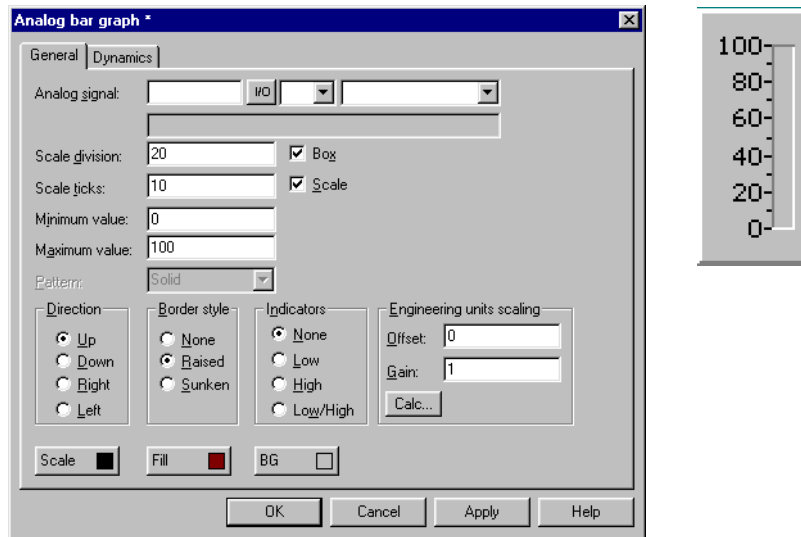 Analog bar graph *
General Dynamics
Analog signal: I/O
Scale division: 20 Box
Scale ticks: 10 Scale
Minimum value: 0
Maximum value: 100
Pattern: Solid
Direction Border style Indicators Engineering units scaling
Up None None Offset: 0
Down Raised Low
Right Sunken High Gain: 1
Left Low/High Calc...
Scale Fill BG
OK Cancel Apply Help
100
80
60
40
20
0